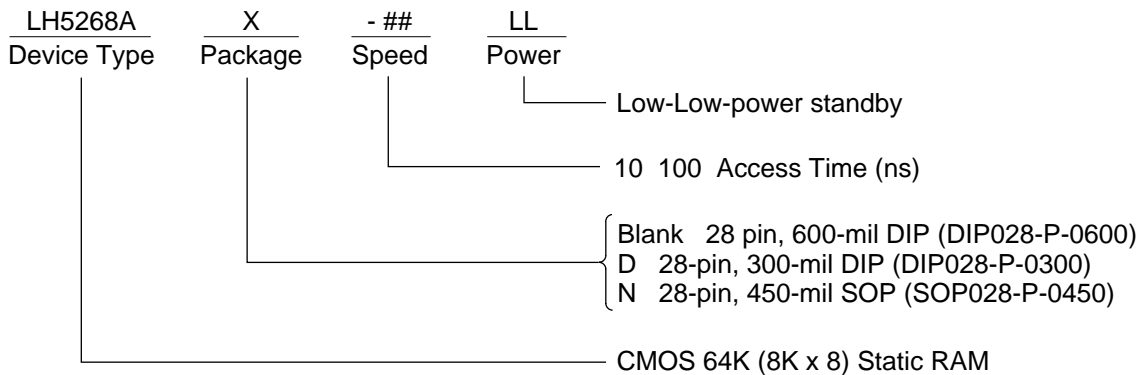 LH5268A X - ## LL
Device Type Package Speed Power
Low-Low-power standby
10 100 Access Time (ns)
Blank 28 pin, 600-mil DIP (DIP028-P-0600)
D 28-pin, 300-mil DIP (DIP028-P-0300)
N 28-pin, 450-mil SOP (SOP028-P-0450)
CMOS 64K (8K x 8) Static RAM